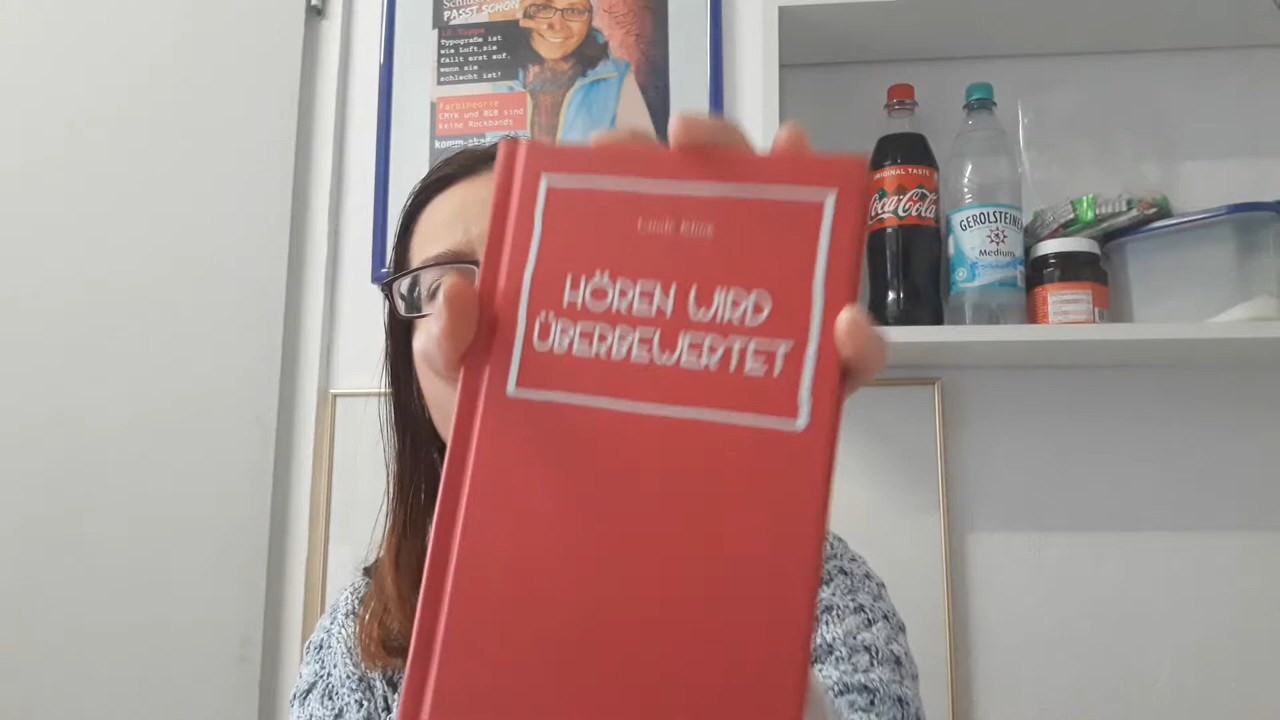 PASST SCHON
Typografie ist
wie Luft, sie
fällt erst auf,
wenn sie
schlecht ist!
Farbtheorie
CMYK und RGB sind
keine Rockbands
HÖREN WIRD
ÜBERBEWERTET
ORIGINAL TASTE
Coca-Cola
GEROLSTEINER
Medium